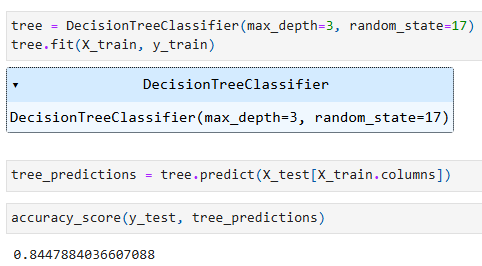 tree = DecisionTreeClassifier(max_depth=3, random_state=17)
tree.fit(X_train, y_train)
▾ DecisionTreeClassifier
DecisionTreeClassifier(max_depth=3, random_state=17)
tree_predictions = tree.predict(X_test[X_train.columns])
accuracy_score(y_test, tree_predictions)
0.8447884036607088